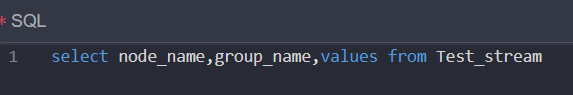 * SQL
1 select node_name,group_name,values from Test_stream